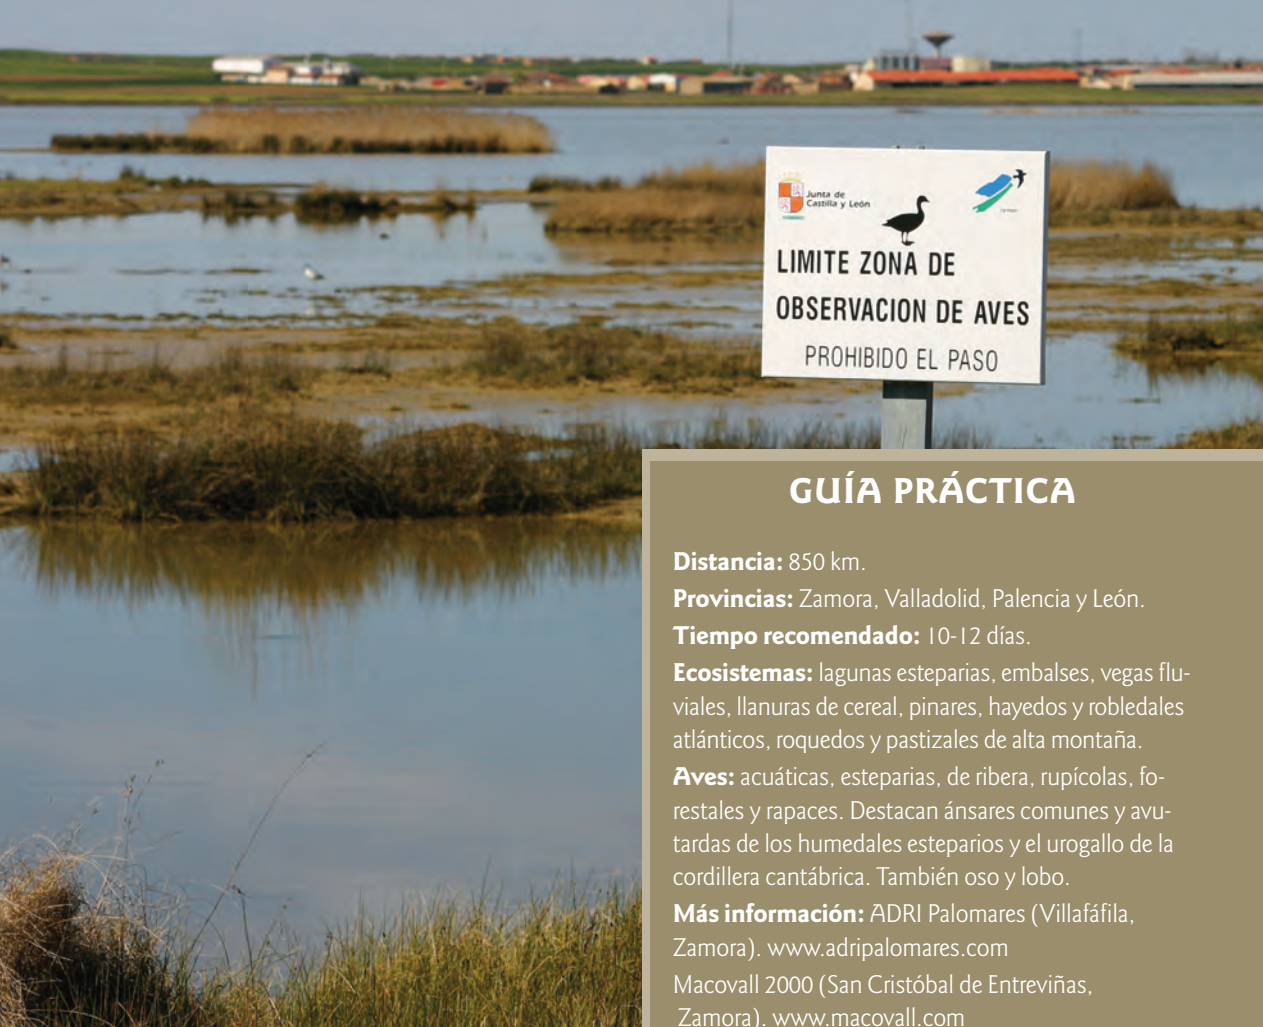 Junta de
Castilla y León
LIMITE ZONA DE
OBSERVACION DE AVES
PROHIBIDO EL PASO
GUÍA PRÁCTICA
Distancia: 850 km.
Provincias: Zamora, Valladolid, Palencia y León.
Tiempo recomendado: 10-12 días.
Ecosistemas: lagunas esteparias, embalses, vegas flu-
viales, llanuras de cereal, pinares, hayedos y robledales
atlánticos, roquedos y pastizales de alta montaña.
Aves: acuáticas, esteparias, de ribera, rupícolas, fo-
restales y rapaces. Destacan ánsares comunes y avu-
tardas de los humedales esteparios y el urogallo de la
cordillera cantábrica. También oso y lobo.
Más información: ADRI Palomares (Villafáfila,
Zamora). www.adripalomares.com
Macovall 2000 (San Cristóbal de Entreviñas,
Zamora). www.macovall.com